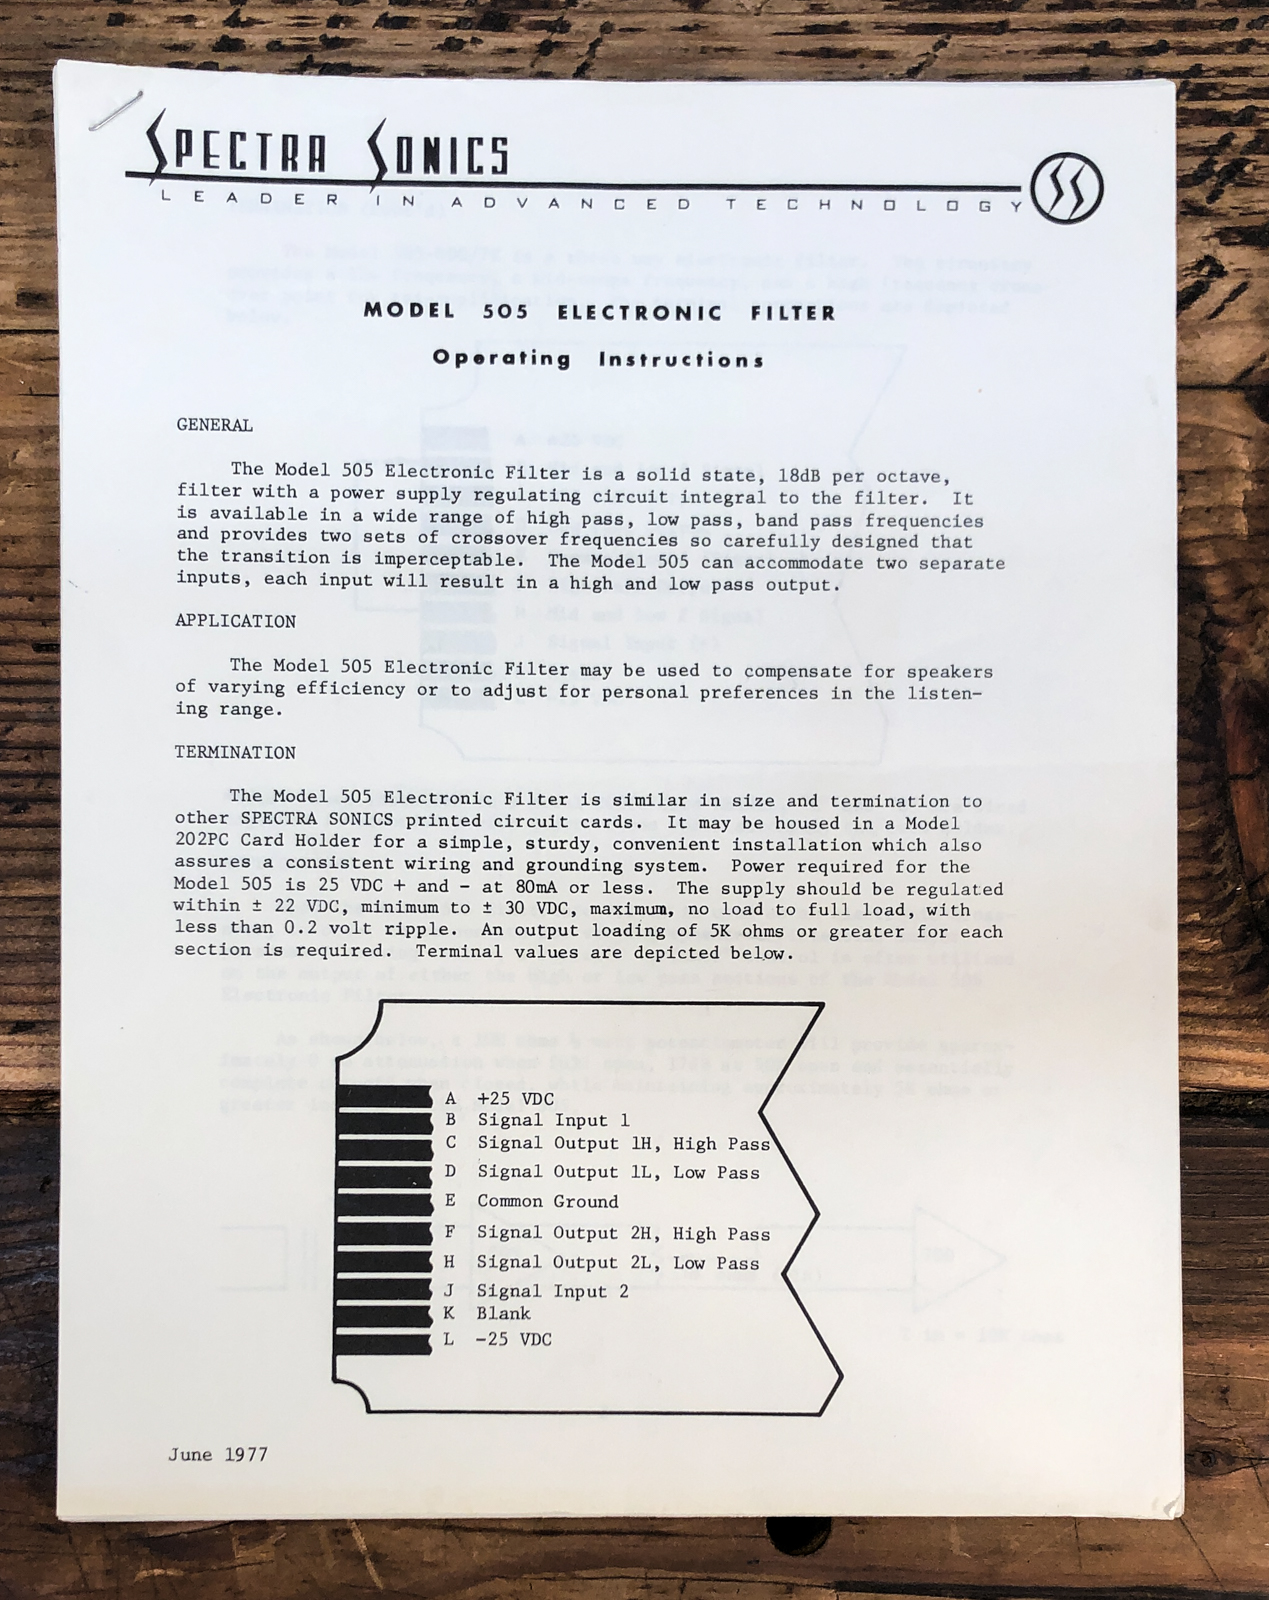 SPECTRA SONICS
LEADER IN ADVANCED TECHNOLOGY
MODEL 505 ELECTRONIC FILTER
Operating Instructions
GENERAL
The Model 505 Electronic Filter is a solid state, 18dB per octave,
filter with a power supply regulating circuit integral to the filter. It
is available in a wide range of high pass, low pass, band pass frequencies
and provides two sets of crossover frequencies so carefully designed that
the transition is imperceptable. The Model 505 can accommodate two separate
inputs, each input will result in a high and low pass output.
APPLICATION
The Model 505 Electronic Filter may be used to compensate for speakers
of varying efficiency or to adjust for personal preferences in the listen-
ing range.
TERMINATION
The Model 505 Electronic Filter is similar in size and termination to
other SPECTRA SONICS printed circuit cards. It may be housed in a Model
202PC Card Holder for a simple, sturdy, convenient installation which also
assures a consistent wiring and grounding system. Power required for the
Model 505 is 25 VDC + and - at 80mA or less. The supply should be regulated
within ± 22 VDC, minimum to ± 30 VDC, maximum, no load to full load, with
less than 0.2 volt ripple. An output loading of 5K ohms or greater for each
section is required. Terminal values are depicted below.
A +25 VDC
B Signal Input 1
C Signal Output 1H, High Pass
D Signal Output 1L, Low Pass
E Common Ground
F Signal Output 2H, High Pass
H Signal Output 2L, Low Pass
J Signal Input 2
K Blank
L -25 VDC
June 1977